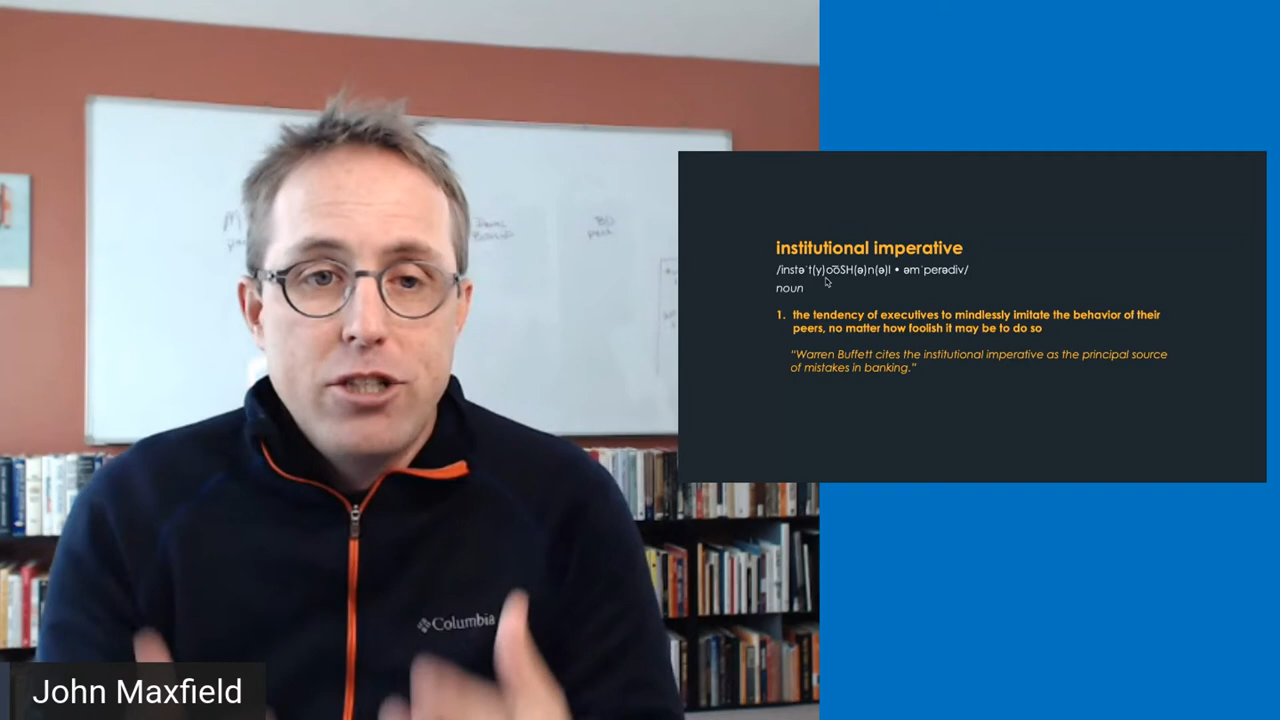 institutional imperative
/instəˈt(y)o͞oSH(ə)n(ə)l • əmˈperədiv/
noun
1. the tendency of executives to mindlessly imitate the behavior of their
peers, no matter how foolish it may be to do so
"Warren Buffett cites the institutional imperative as the principal source
of mistakes in banking."
Columbia
John Maxfield